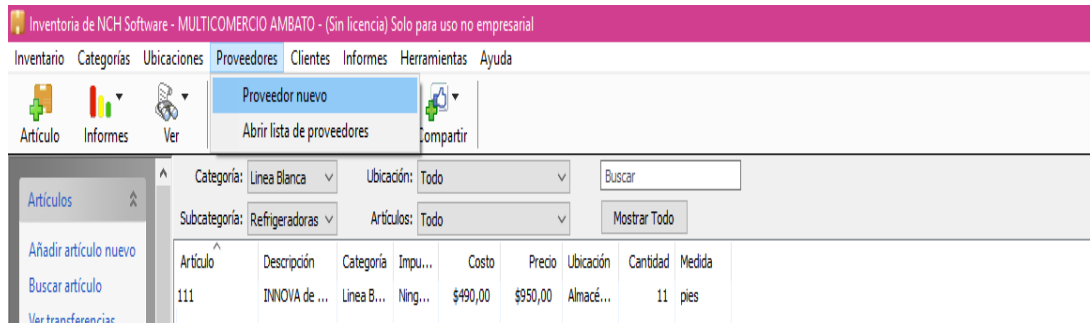 Inventoria de NCH Software - MULTICOMERCIO AMBATO - (Sin licencia) Solo para uso no empresarial
Inventario Categorías Ubicaciones Proveedores Clientes Informes Herramientas Ayuda
Proveedor nuevo
Abrir lista de proveedores
Artículo Informes Ver ompartir
Categoría: Linea Blanca Ubicación: Todo Buscar
Subcategoría: Refrigeradoras Artículos: Todo Mostrar Todo
Artículos
Añadir artículo nuevo
Buscar artículo
Ver transferencias
Artículo Descripción Categoría Impu... Costo Precio Ubicación Cantidad Medida
111 INNOVA de ... Linea B... Ning... $490,00 $950,00 Almacé... 11 pies